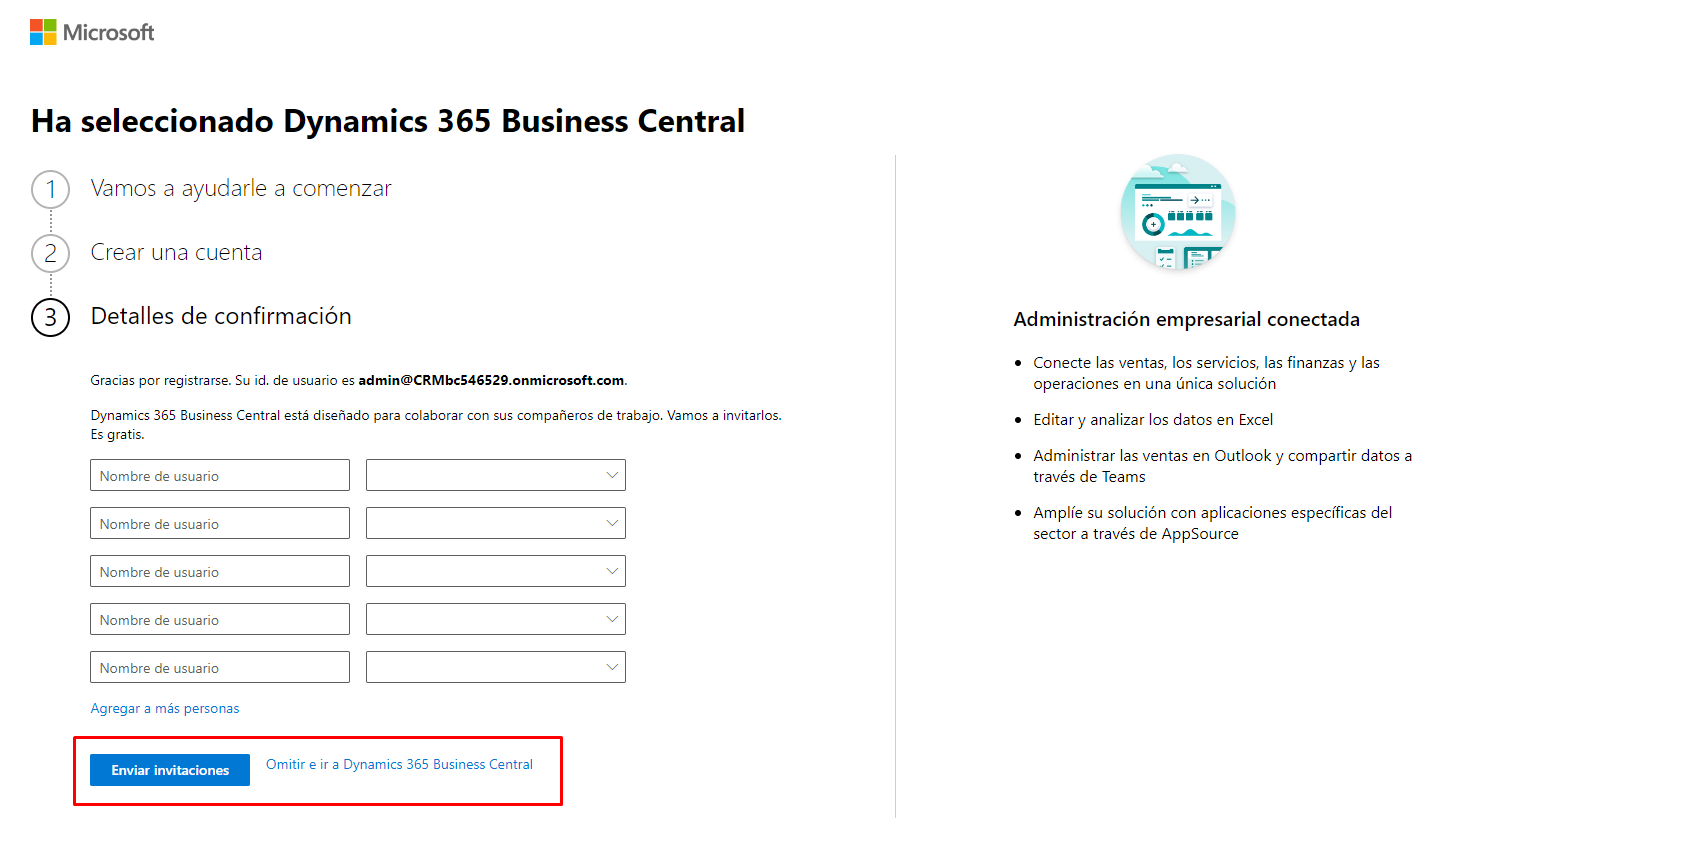 Microsoft
Ha seleccionado Dynamics 365 Business Central
1 Vamos a ayudarle a comenzar
2 Crear una cuenta
3 Detalles de confirmación
Gracias por registrarse. Su id. de usuario es admin@CRMbc546529.onmicrosoft.com.
Dynamics 365 Business Central está diseñado para colaborar con sus compañeros de trabajo. Vamos a invitarlos.
Es gratis.
Nombre de usuario
Nombre de usuario
Nombre de usuario
Nombre de usuario
Nombre de usuario
Agregar a más personas
Enviar invitaciones Omitir e ir a Dynamics 365 Business Central
Administración empresarial conectada
• Conecte las ventas, los servicios, las finanzas y las
operaciones en una única solución
• Editar y analizar los datos en Excel
• Administrar las ventas en Outlook y compartir datos a
través de Teams
• Amplíe su solución con aplicaciones específicas del
sector a través de AppSource